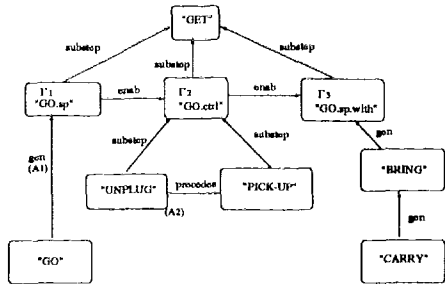 "GET"
substep
substep
substep
Γ1
"GO.sp"
enab
Γ2
"GO.ctrl"
enab
Γ3
"GO.sp.with"
substep
substep
gen
gen
(A1)
"UNPLUG"
precedes
(A2)
"PICK-UP"
"BRING"
gen
"GO"
"CARRY"